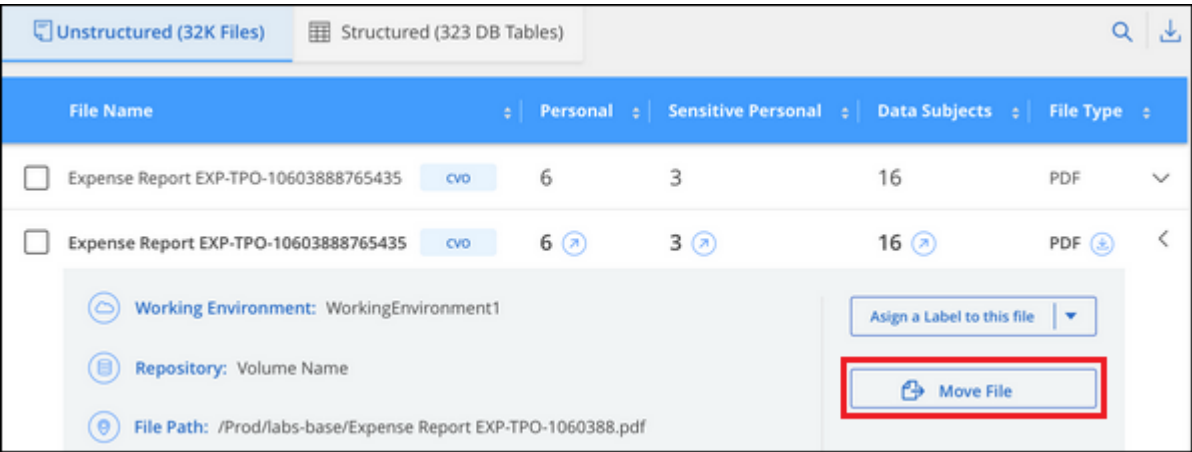 Unstructured (32K Files) Structured (323 DB Tables)
File Name Personal Sensitive Personal Data Subjects File Type
Expense Report EXP-TPO-10603888765435 CVO 6 3 16 PDF
Expense Report EXP-TPO-10603888765435 CVO 6 3 16 PDF
Working Environment: WorkingEnvironment1
Asign a Label to this file
Repository: Volume Name
Move File
File Path: /Prod/labs-base/Expense Report EXP-TPO-1060388.pdf